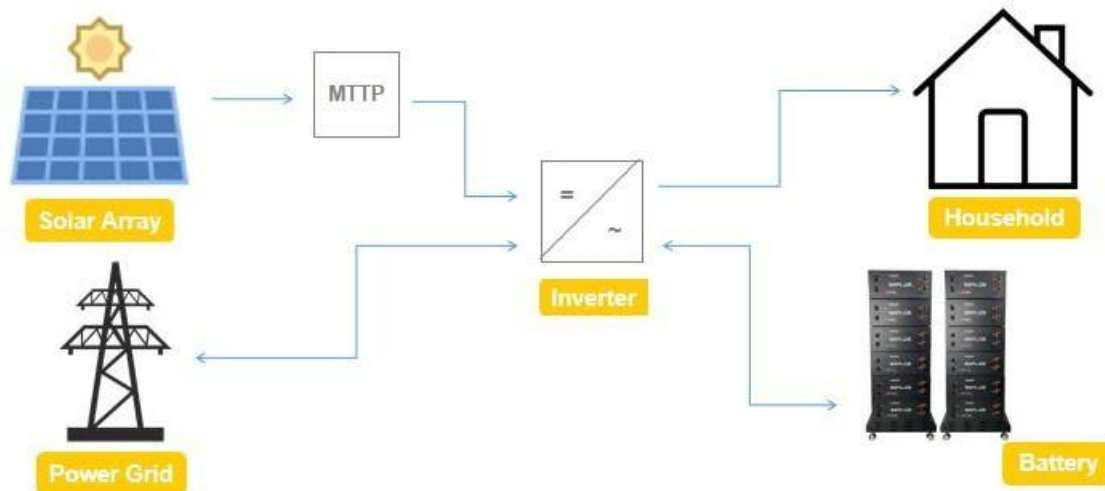 MTTP
Solar Array
Household
=
~
Inverter
Power Grid
Battery